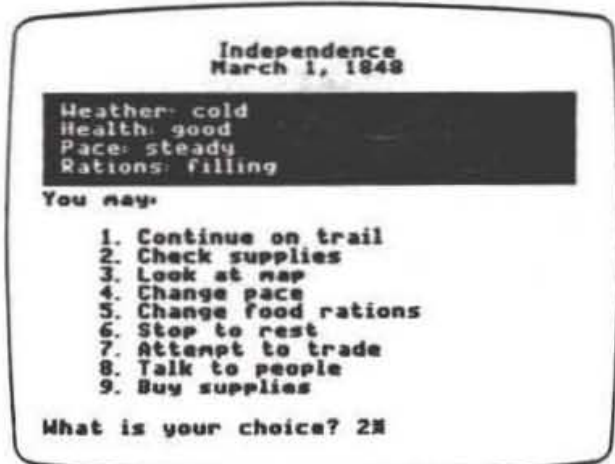 Independence
March 1, 1848
Weather: cold
Health: good
Pace: steady
Rations: filling
You may:
1. Continue on trail
2. Check supplies
3. Look at map
4. Change pace
5. Change food rations
6. Stop to rest
7. Attempt to trade
8. Talk to people
9. Buy supplies
What is your choice? 2